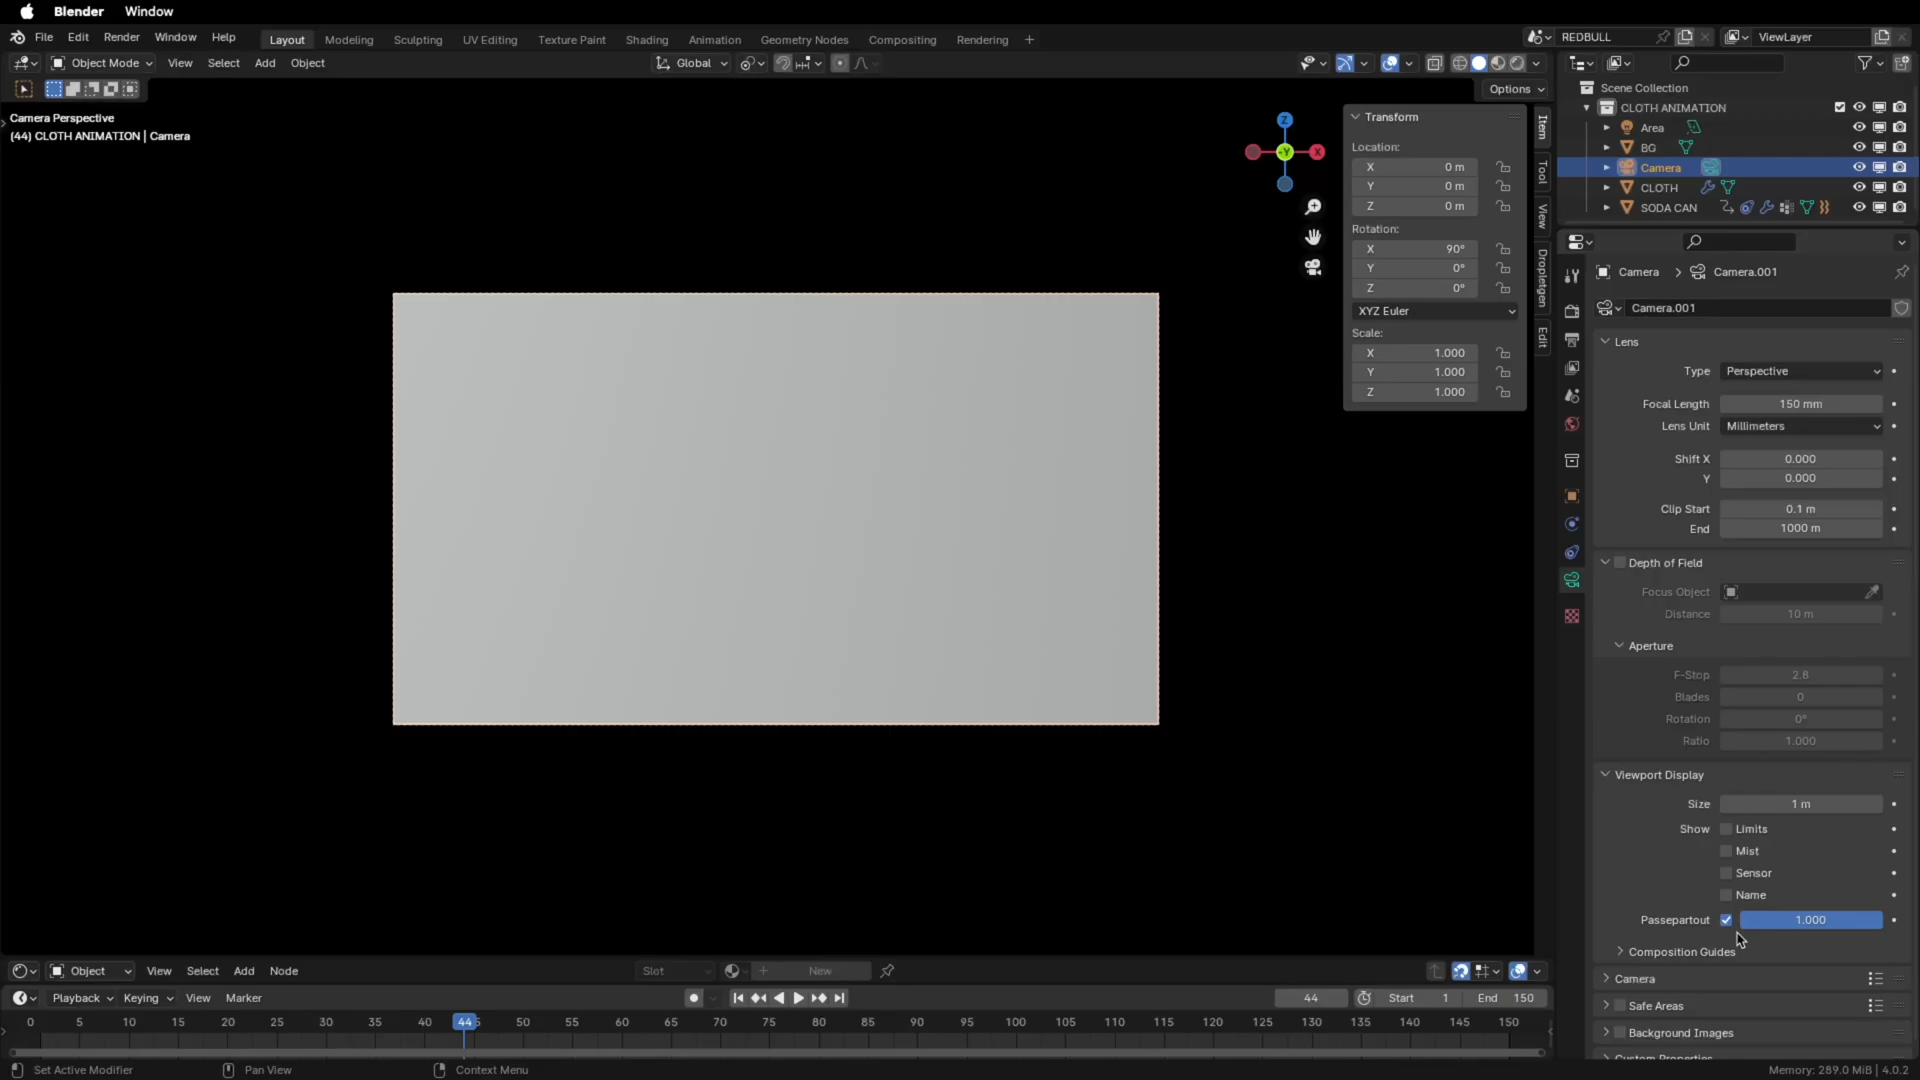 Blender Window
File Edit Render Window Help Layout Modeling Sculpting UV Editing Texture Paint Shading Animation Geometry Nodes Compositing Rendering + REDBULL ViewLayer
Object Mode View Select Add Object Global
Options
Camera Perspective
(44) CLOTH ANIMATION | Camera
Z
-Y
X
Transform
Location:
X 0 m
Y 0 m
Z 0 m
Rotation:
X 90°
Y 0°
Z 0°
XYZ Euler
Scale:
X 1.000
Y 1.000
Z 1.000
Item
Tool
View
Dropletgen
Edit
Scene Collection
CLOTH ANIMATION
Area
BG
Camera
CLOTH
SODA CAN
Camera > Camera.001
Camera.001
Lens
Type Perspective
Focal Length 150 mm
Lens Unit Millimeters
Shift X 0.000
Y 0.000
Clip Start 0.1 m
End 1000 m
Depth of Field
Focus Object
Distance 10 m
Aperture
F-Stop 2.8
Blades 0
Rotation 0°
Ratio 1.000
Viewport Display
Size 1 m
Show Limits
Mist
Sensor
Name
Passepartout 1.000
Composition Guides
Camera
Safe Areas
Background Images
Custom Properties
Object View Select Add Node Slot + New
Playback Keying View Marker 44 Start 1 End 150
0 5 10 15 20 25 30 35 40 44 50 55 60 65 70 75 80 85 90 95 100 105 110 115 120 125 130 135 140 145 150
Set Active Modifier Pan View Context Menu Memory: 289.0 MiB | 4.0.2